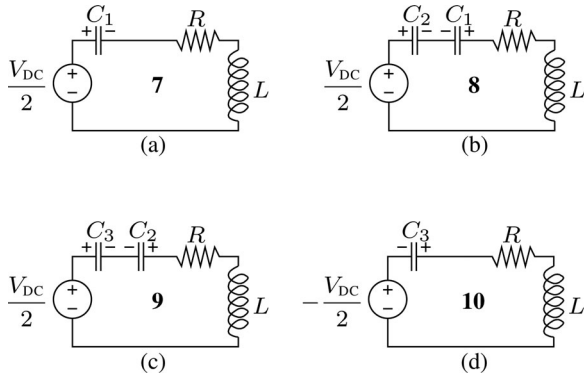 C₁ R
+ −
V_DC/2 + − 7 L
(a)
C₂ C₁ R
+ − − +
V_DC/2 + − 8 L
(b)
C₃ C₂ R
+ − − +
V_DC/2 + − 9 L
(c)
C₃ R
− +
− V_DC/2 + − 10 L
(d)